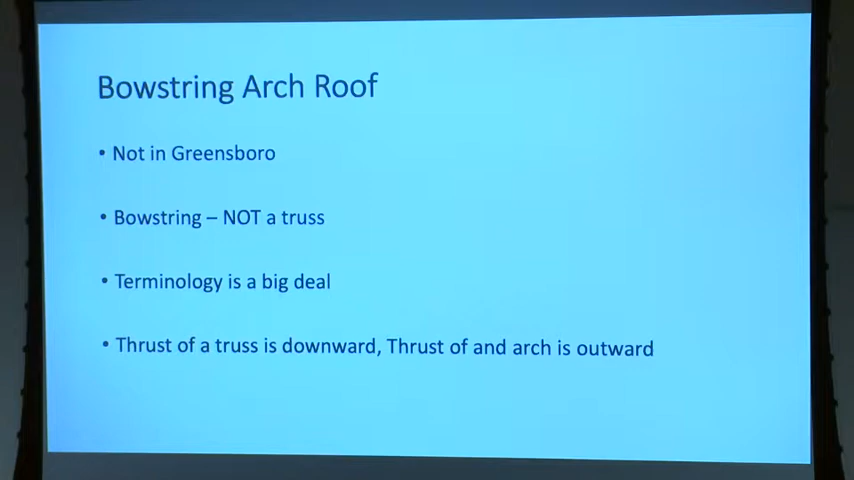 Bowstring Arch Roof
• Not in Greensboro
• Bowstring – NOT a truss
• Terminology is a big deal
• Thrust of a truss is downward, Thrust of and arch is outward